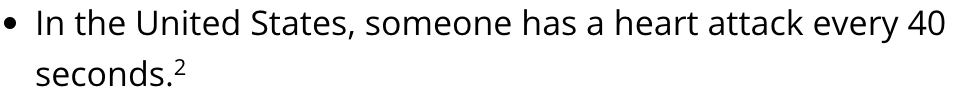 • In the United States, someone has a heart attack every 40
seconds.²